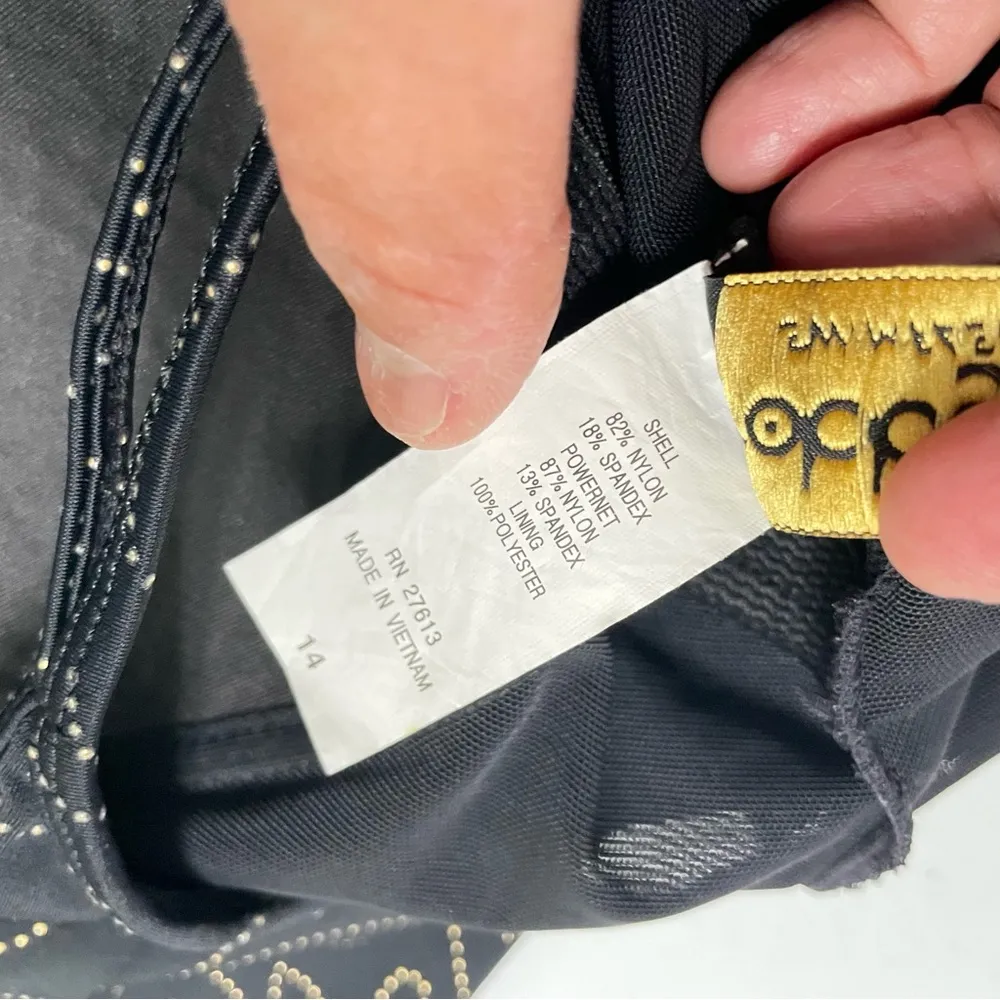 SHELL
82% NYLON
18% SPANDEX
POWERNET
87% NYLON
13% SPANDEX
LINING
100%POLYESTER
RN 27613
MADE IN VIETNAM
14